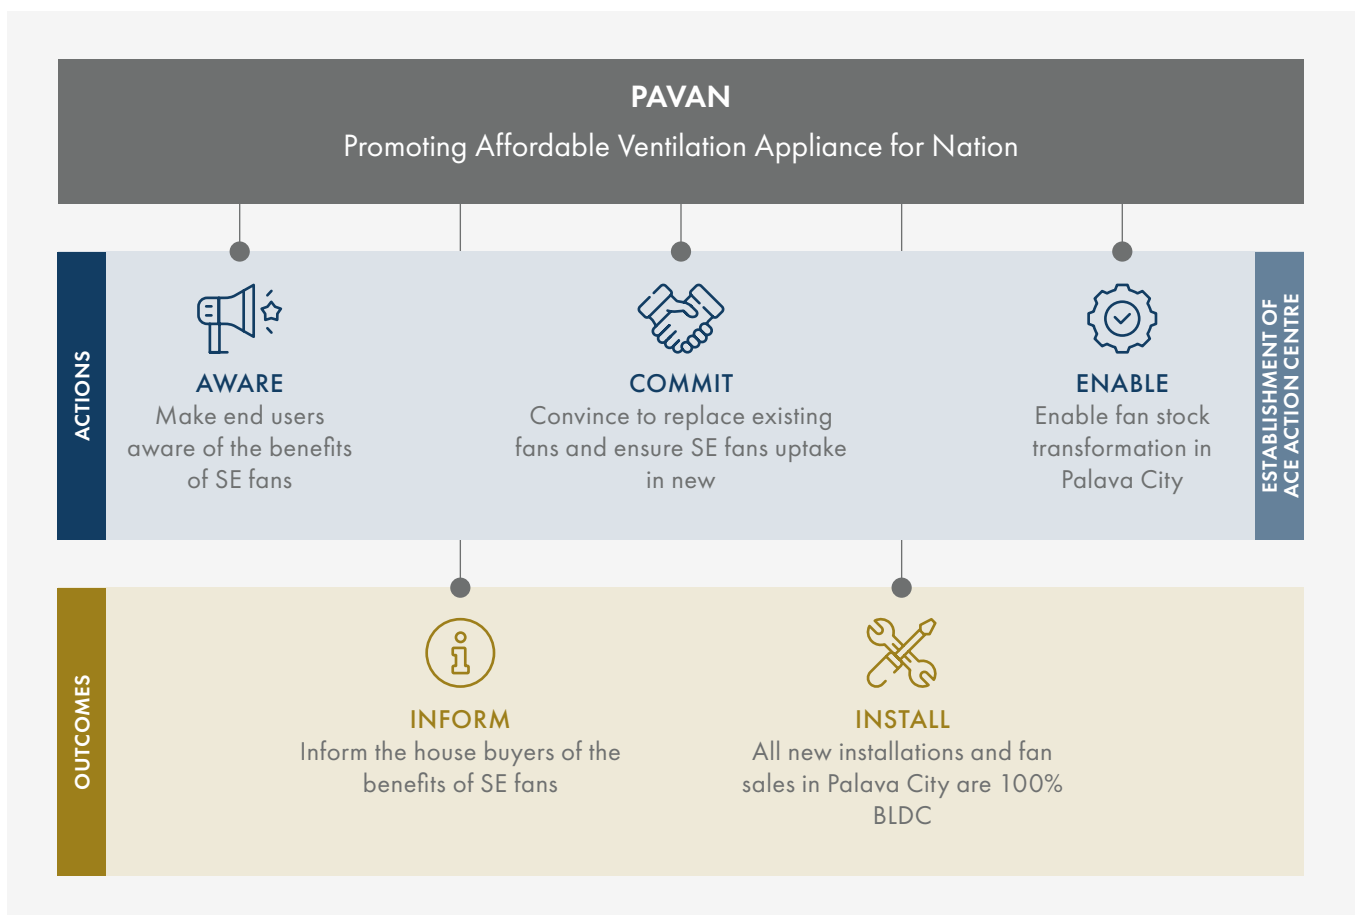 PAVAN
Promoting Affordable Ventilation Appliance for Nation
ACTIONS
AWARE
Make end users
aware of the benefits
of SE fans
COMMIT
Convince to replace existing
fans and ensure SE fans uptake
in new
ENABLE
Enable fan stock
transformation in
Palava City
ESTABLISHMENT OF
ACE ACTION CENTRE
OUTCOMES
INFORM
Inform the house buyers of the
benefits of SE fans
INSTALL
All new installations and fan
sales in Palava City are 100%
BLDC